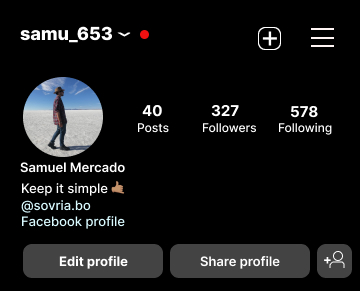 samu_653
40 327 578
Posts Followers Following
Samuel Mercado
Keep it simple 🤙🏽
@sovria.bo
Facebook profile
Edit profile Share profile